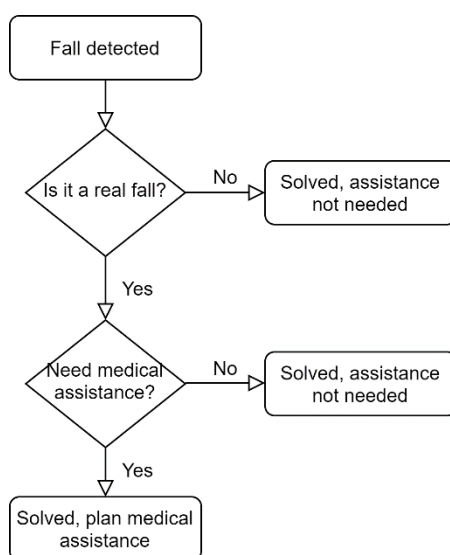 Fall detected
Is it a real fall?
No
Solved, assistance
not needed
Yes
Need medical
assistance?
No
Solved, assistance
not needed
Yes
Solved, plan medical
assistance